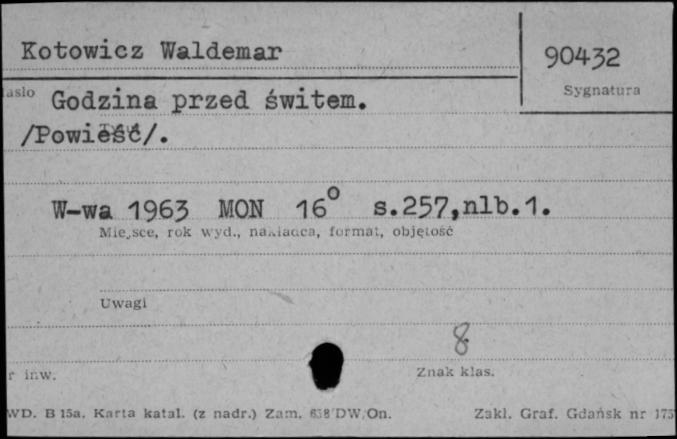 Kotowicz Waldemar
90432
Sygnatura
Godzina przed świtem.
/Powieść/.
W-wa 1963 MON 16° s.257,nlb.1.
Miejsce, rok wyd., nakładca, format, objętość
Uwagi
8
r inw.
Znak klas.
WD. B 15a. Karta katal. (z nadr.) Zam. DW/On.
Zakl. Graf. Gdańsk nr 175